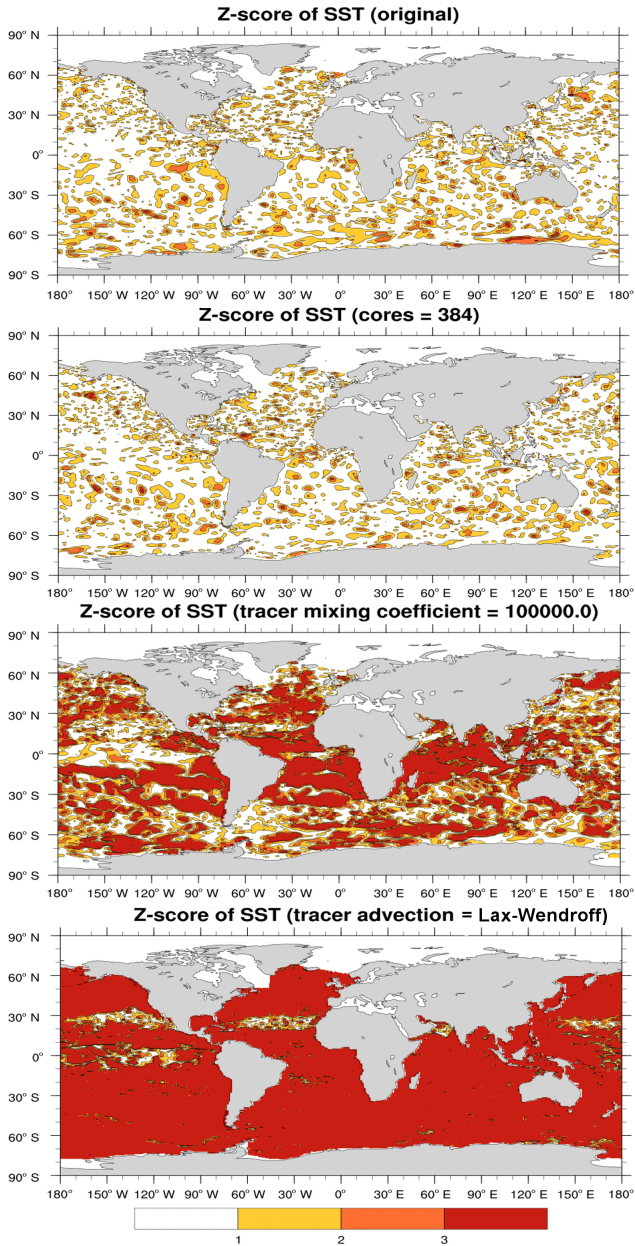 Z-score of SST (original)
90° N
60° N
30° N
0°
30° S
60° S
90° S
180° 150° W 120° W 90° W 60° W 30° W 0° 30° E 60° E 90° E 120° E 150° E 180°
Z-score of SST (cores = 384)
90° N
60° N
30° N
0°
30° S
60° S
90° S
180° 150° W 120° W 90° W 60° W 30° W 0° 30° E 60° E 90° E 120° E 150° E 180°
Z-score of SST (tracer mixing coefficient = 100000.0)
90° N
60° N
30° N
0°
30° S
60° S
90° S
180° 150° W 120° W 90° W 60° W 30° W 0° 30° E 60° E 90° E 120° E 150° E 180°
Z-score of SST (tracer advection = Lax-Wendroff)
90° N
60° N
30° N
0°
30° S
60° S
90° S
180° 150° W 120° W 90° W 60° W 30° W 0° 30° E 60° E 90° E 120° E 150° E 180°
1 2 3